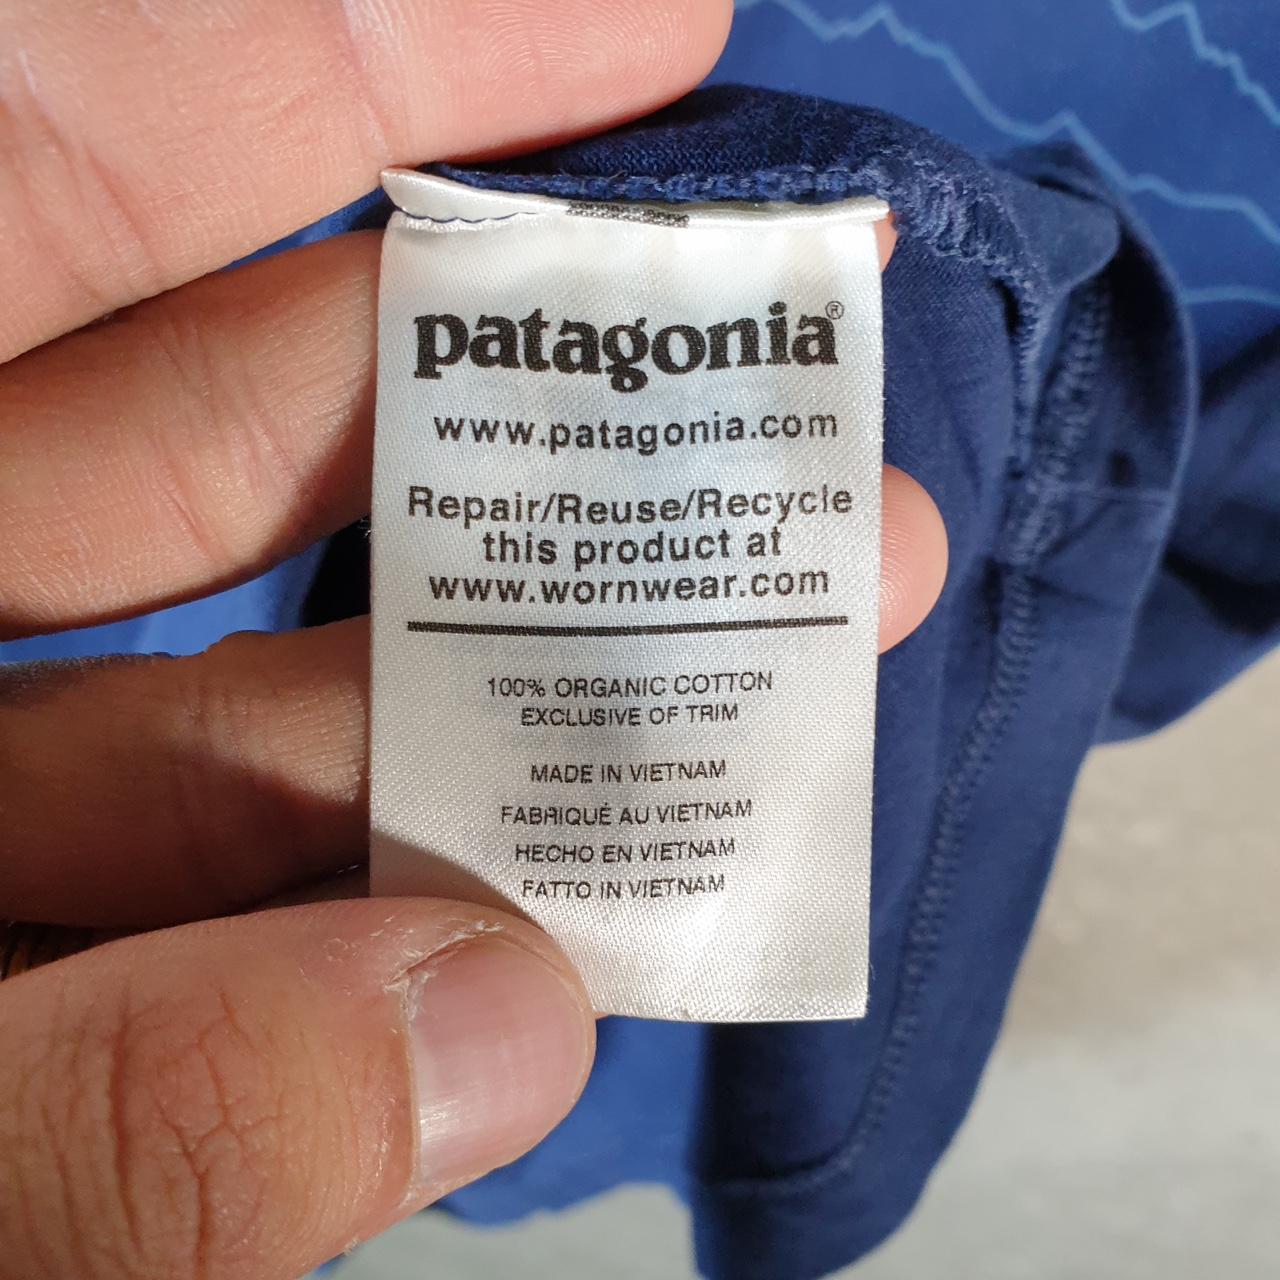 patagonia®
www.patagonia.com
Repair/Reuse/Recycle
this product at
www.wornwear.com
100% ORGANIC COTTON
EXCLUSIVE OF TRIM
MADE IN VIETNAM
FABRIQUÉ AU VIETNAM
HECHO EN VIETNAM
FATTO IN VIETNAM